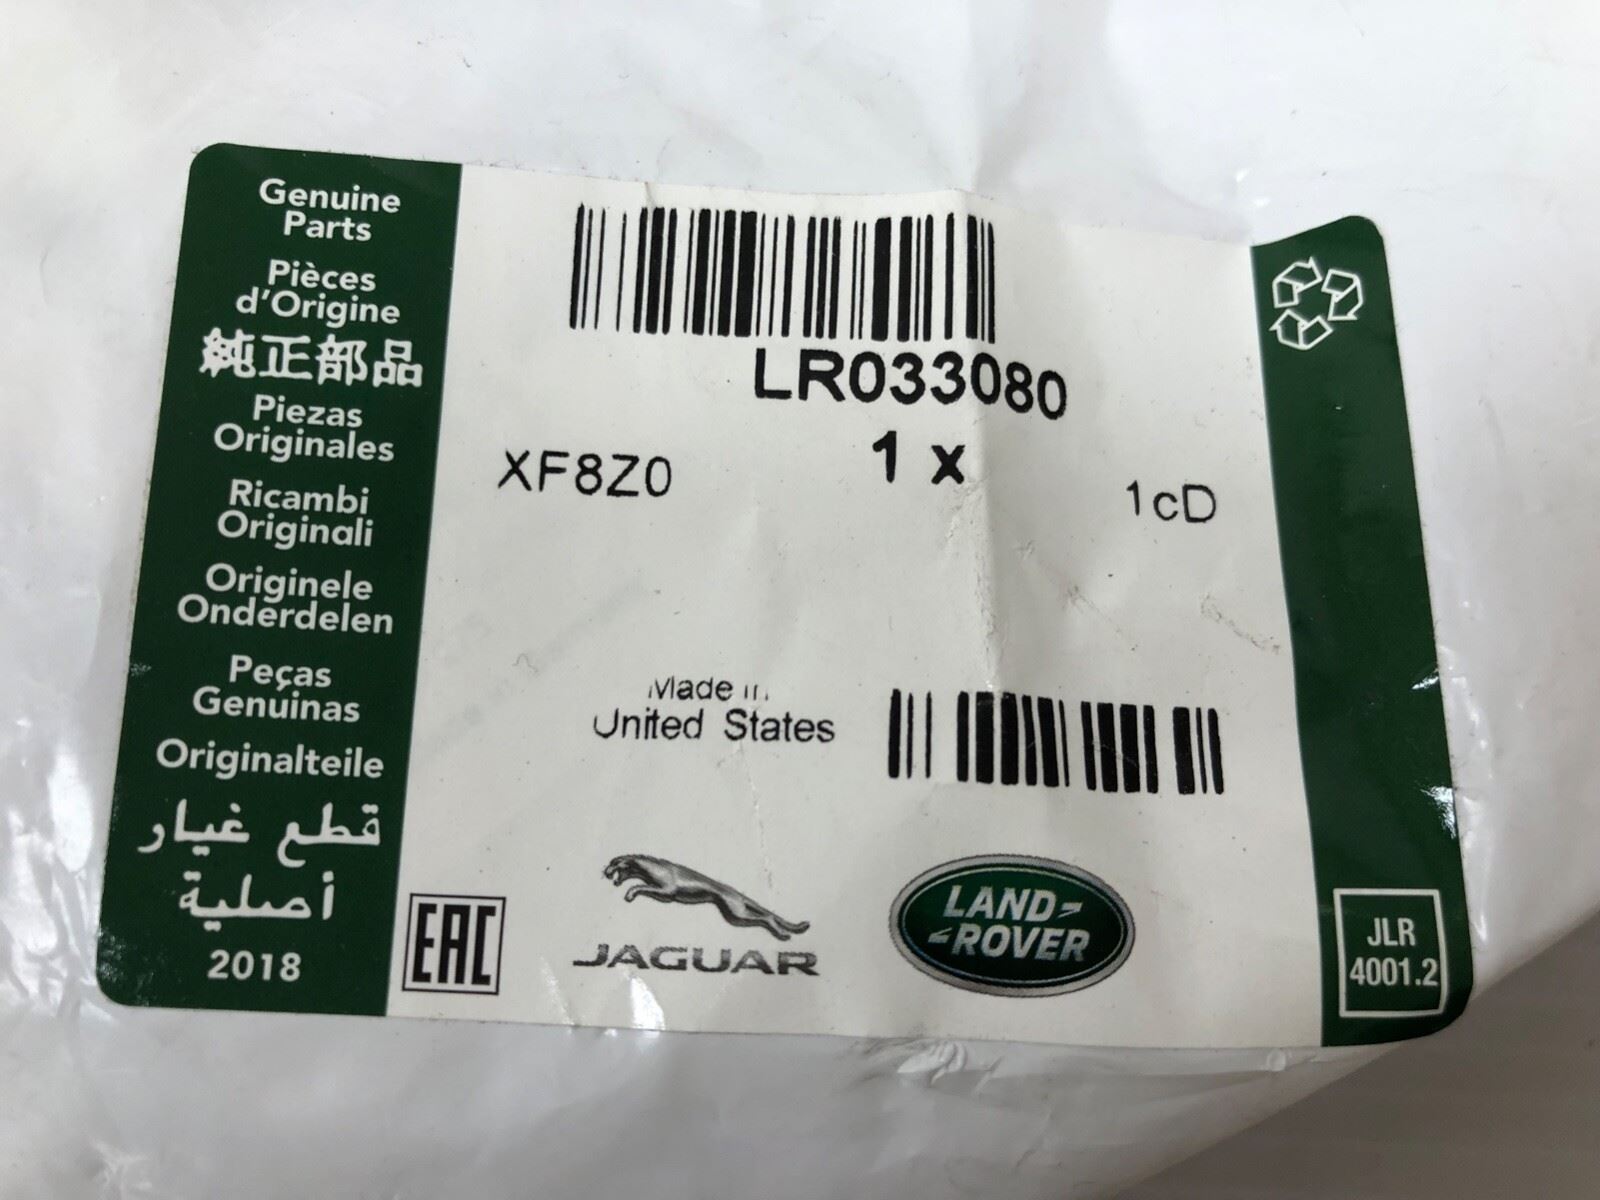 Genuine
Parts
Pièces
d'Origine
純正部品
Piezas
Originales
Ricambi
Originali
Originele
Onderdelen
Peças
Genuinas
Originalteile
قطع غيار
أصلية
2018
LR033080
1 x
XF8Z0
1cD
Made in
United States
EAC
JAGUAR
LAND-
-ROVER
JLR
4001.2